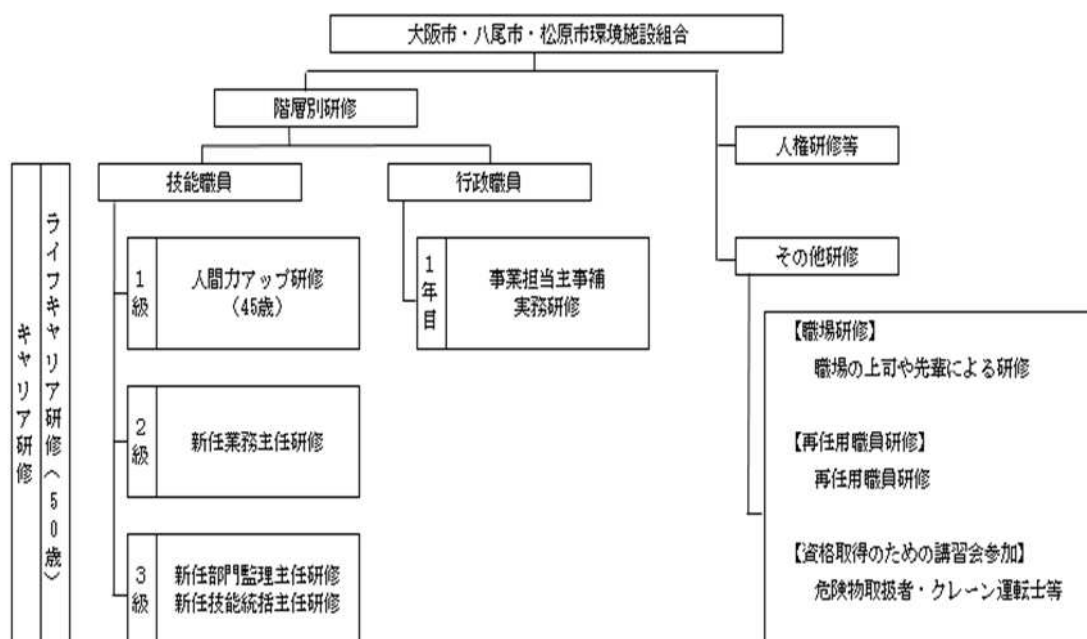 大阪市・八尾市・松原市環境施設組合
階層別研修
人権研修等
技能職員
行政職員
その他研修
キャリア研修
ライフキャリア研修（50歳）
1級
人間力アップ研修
（45歳）
1年目
事業担当主事補
実務研修
2級
新任業務主任研修
3級
新任部門監理主任研修
新任技能統括主任研修
【職場研修】
職場の上司や先輩による研修
【再任用職員研修】
再任用職員研修
【資格取得のための講習会参加】
危険物取扱者・クレーン運転士等